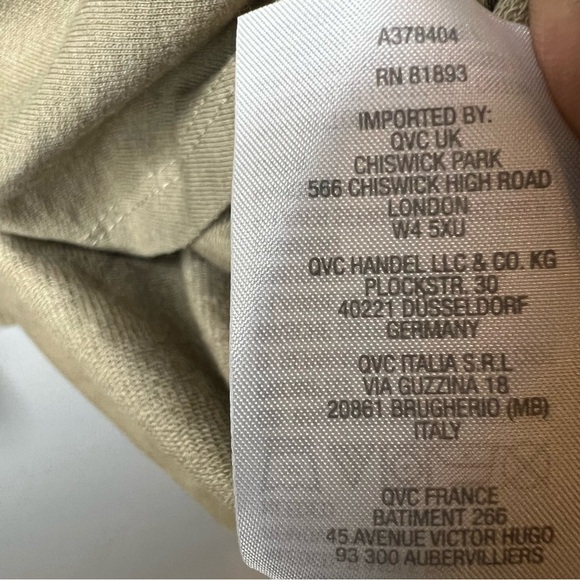 A378404
RN 81893
IMPORTED BY:
QVC UK
CHISWICK PARK
566 CHISWICK HIGH ROAD
LONDON
W4 5XU
QVC HANDEL LLC & CO. KG
PLOCKSTR. 30
40221 DÜSSELDORF
GERMANY
QVC ITALIA S.R.L
VIA GUZZINA 18
20861 BRUGHERIO (MB)
ITALY
QVC FRANCE
BATIMENT 266
45 AVENUE VICTOR HUGO
93 300 AUBERVILLIERS